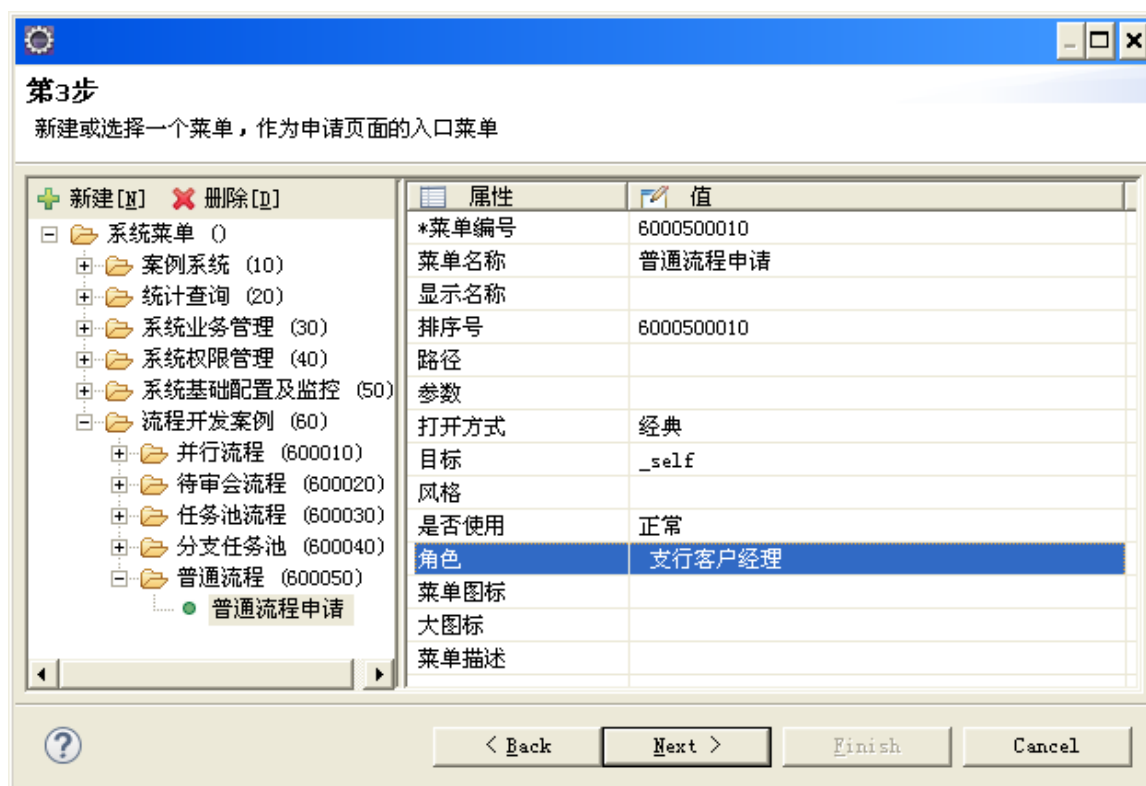 第3步
新建或选择一个菜单，作为申请页面的入口菜单
新建[N] 删除[D]
系统菜单 ()
案例系统 (10)
统计查询 (20)
系统业务管理 (30)
系统权限管理 (40)
系统基础配置及监控 (50)
流程开发案例 (60)
并行流程 (600010)
待审会流程 (600020)
任务池流程 (600030)
分支任务池 (600040)
普通流程 (600050)
普通流程申请
属性 值
*菜单编号 6000500010
菜单名称 普通流程申请
显示名称
排序号 6000500010
路径
参数
打开方式 经典
目标 _self
风格
是否使用 正常
角色 支行客户经理
菜单图标
大图标
菜单描述
? < Back Next > Finish Cancel